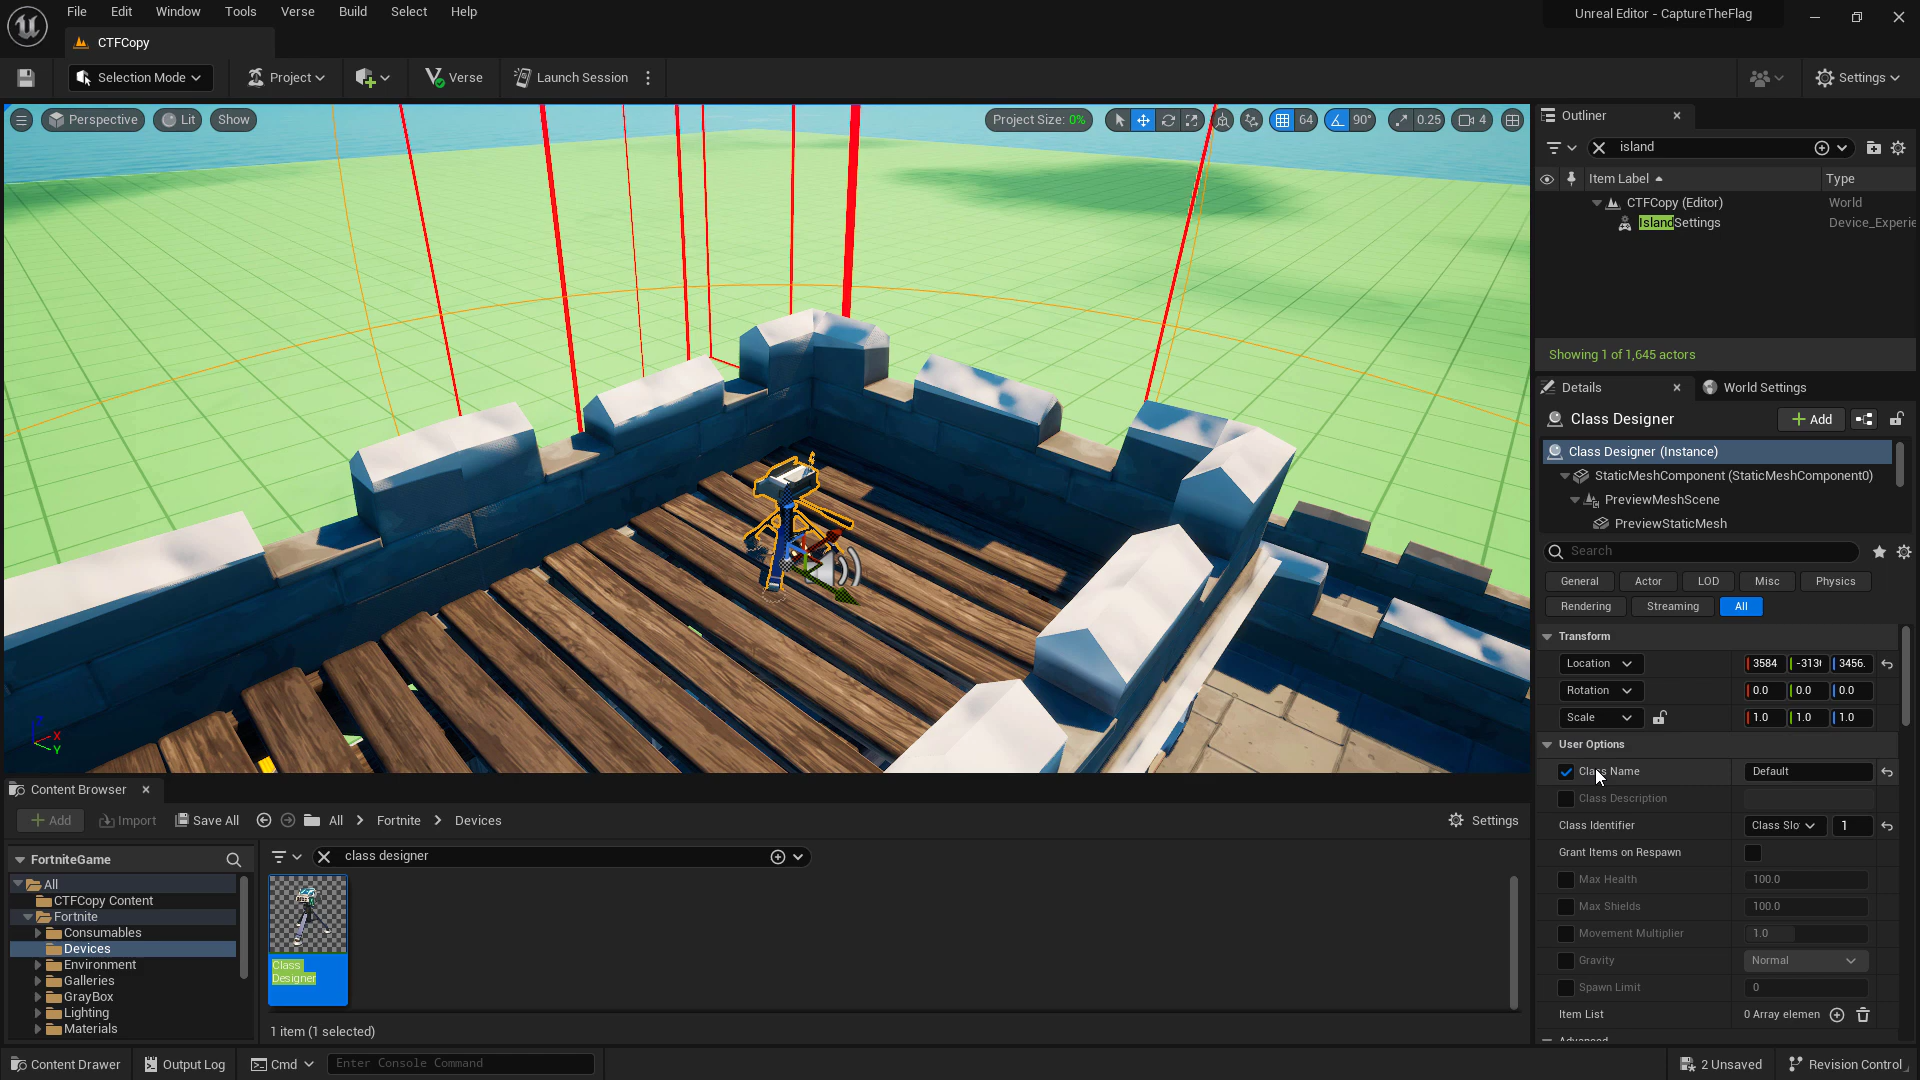 File Edit Window Tools Verse Build Select Help
Unreal Editor - CaptureTheFlag
CTFCopy
Selection Mode Project Verse Launch Session Settings
Perspective Lit Show Project Size: 0% 64 90° 0.25 4
Outliner
island
Item Label Type
CTFCopy (Editor) World
IslandSettings Device_Experie
Showing 1 of 1,645 actors
Details World Settings
Class Designer Add
Class Designer (Instance)
StaticMeshComponent (StaticMeshComponent0)
PreviewMeshScene
PreviewStaticMesh
Search
General Actor LOD Misc Physics
Rendering Streaming All
Transform
Location 3584 3456.
Rotation 0.0 0.0 0.0
Scale 1.0 1.0 1.0
User Options
Class Name Default
Class Description
Class Identifier Class Slo 1
Grant Items on Respawn
Max Health 100.0
Max Shields 100.0
Movement Multiplier 1.0
Gravity Normal
Spawn Limit 0
Item List 0 Array elemen
Advanced
Content Browser
Add Import Save All All Fortnite Devices Settings
FortniteGame
class designer
All
CTFCopy Content
Fortnite
Consumables
Devices
Environment
Galleries
GrayBox
Lighting
Materials
Class
Designer
1 item (1 selected)
Content Drawer Output Log Cmd Enter Console Command 2 Unsaved Revision Control
X
Y